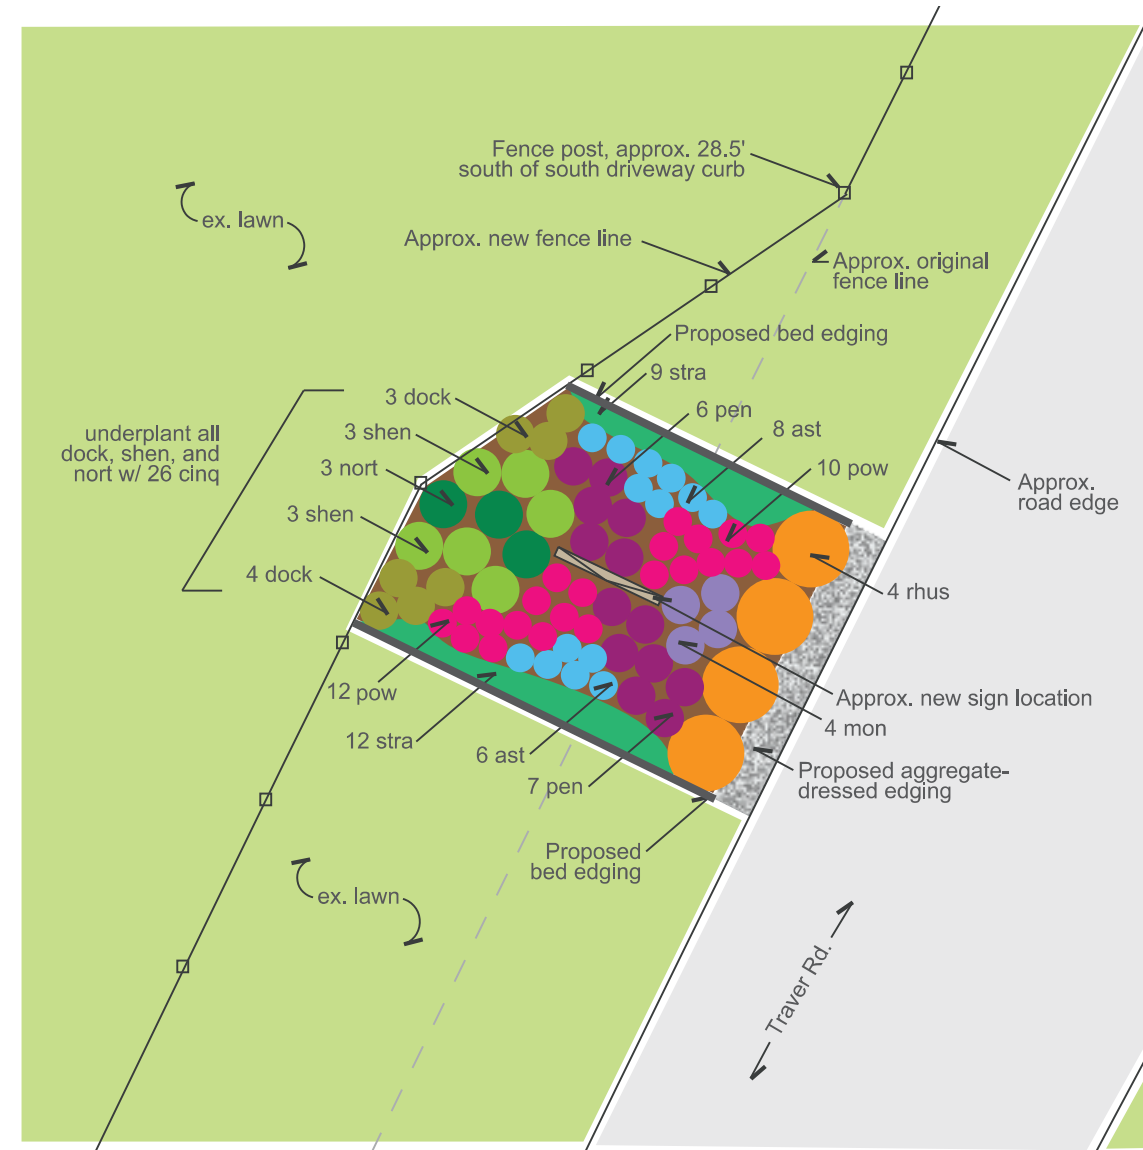 Fence post, approx. 28.5'
south of south driveway curb
ex. lawn
Approx. new fence line
Approx. original
fence line
Proposed bed edging
9 stra
3 dock
6 pen
8 ast
3 shen
underplant all
dock, shen, and
nort w/ 26 cinq
3 nort
10 pow
Approx.
road edge
3 shen
4 dock
4 rhus
12 pow
Approx. new sign location
4 mon
12 stra
6 ast
7 pen
Proposed aggregate-
dressed edging
Proposed
bed edging
ex. lawn
Traver Rd.